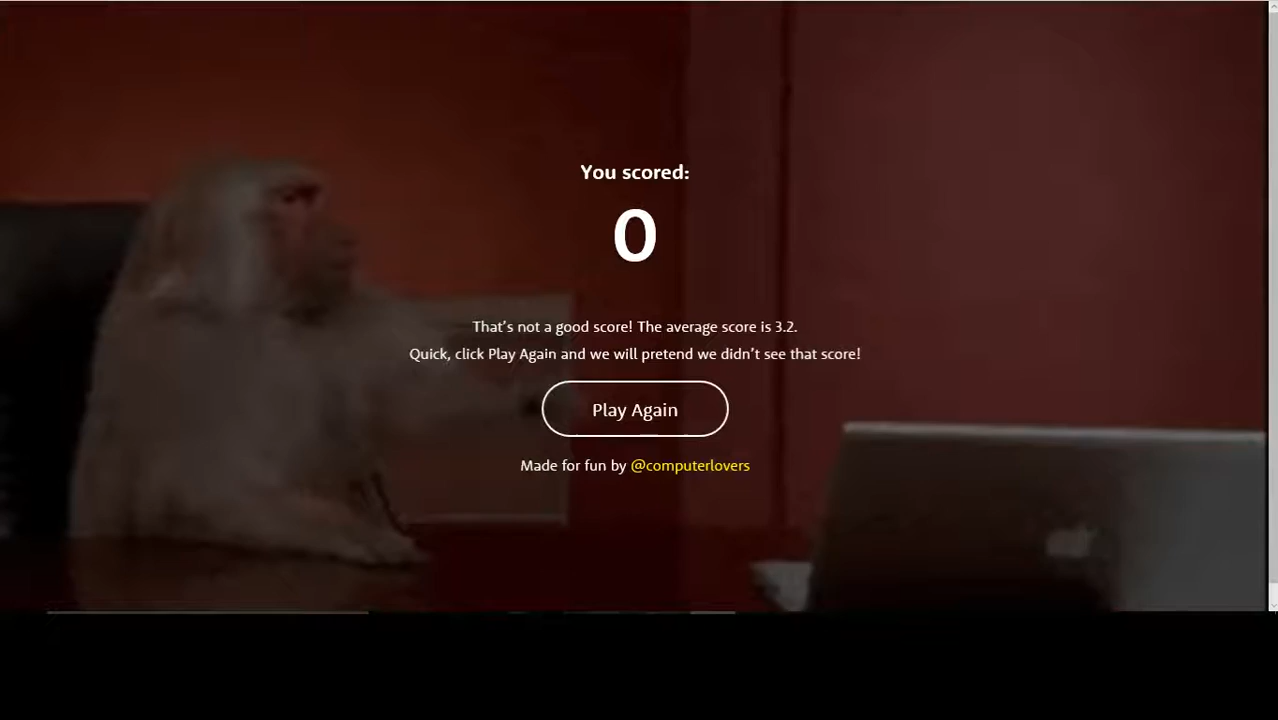 You scored:
0
That's not a good score! The average score is 3.2.
Quick, click Play Again and we will pretend we didn't see that score!
Play Again
Made for fun by @computerlovers